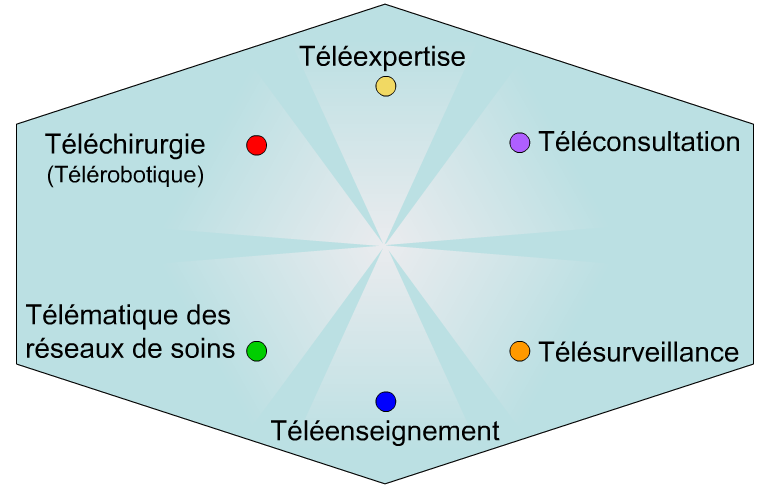 Téléexpertise
Téléchirurgie
(Télérobotique)
Téléconsultation
Télématique des
réseaux de soins
Télésurveillance
Téléenseignement